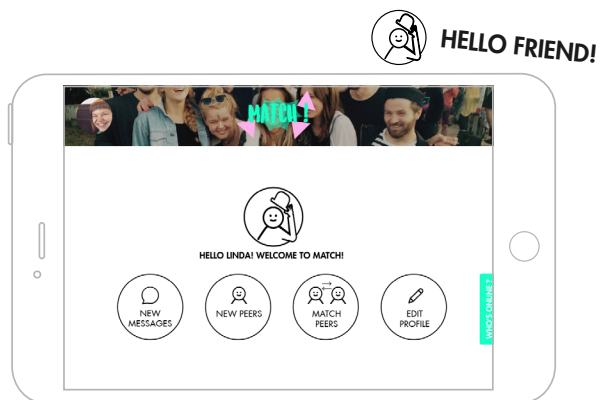 HELLO FRIEND!
MATCH!
HELLO LINDA! WELCOME TO MATCH!
NEW
MESSAGES
NEW PEERS
MATCH
PEERS
EDIT
PROFILE
WHO'S ONLINE?